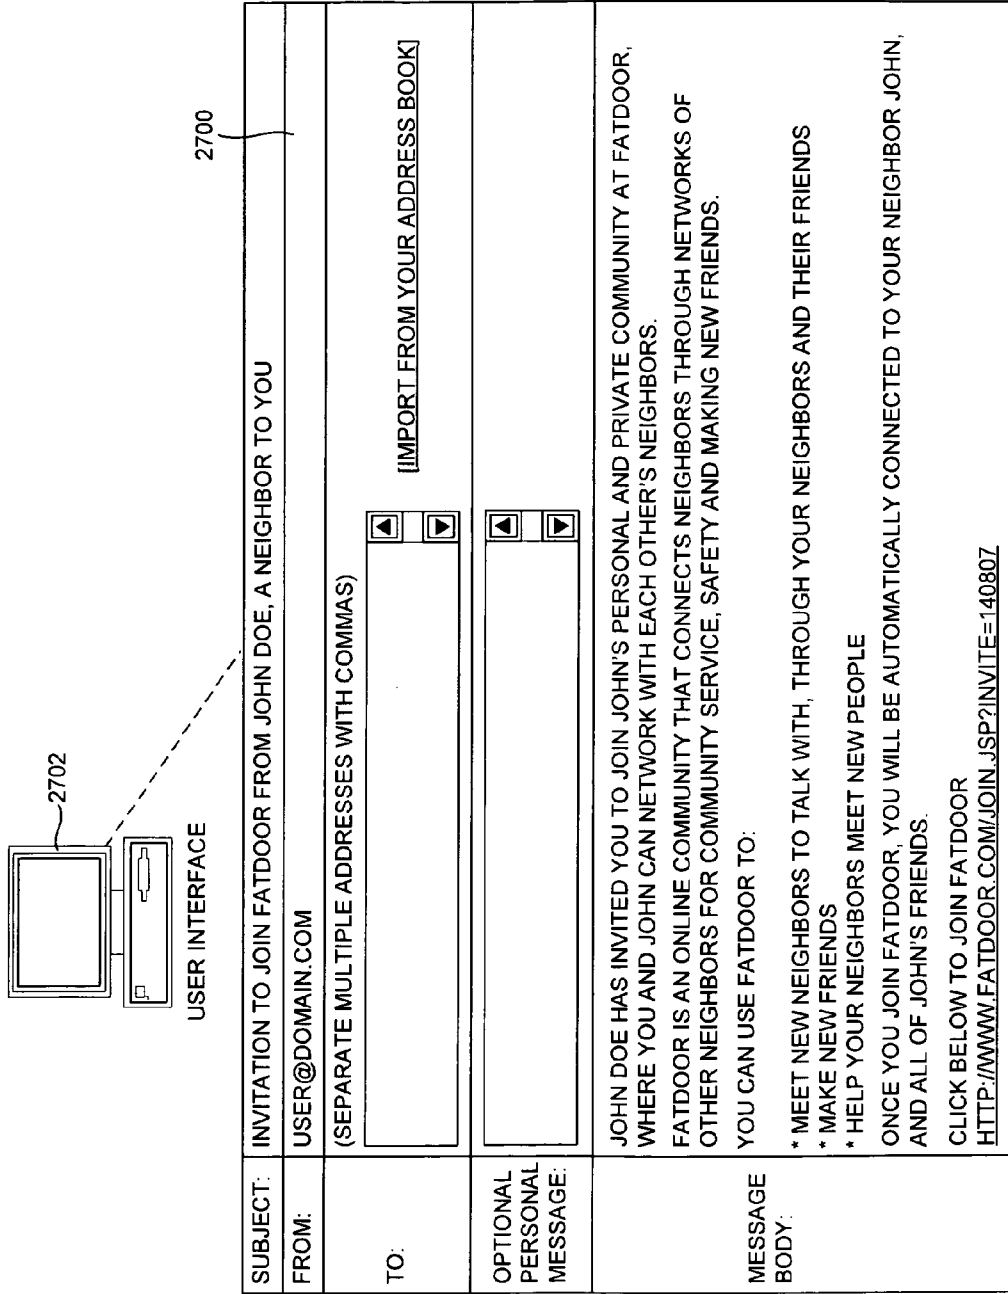 2702
USER INTERFACE
2700
SUBJECT: INVITATION TO JOIN FATDOOR FROM JOHN DOE, A NEIGHBOR TO YOU
FROM: USER@DOMAIN.COM
TO:
(SEPARATE MULTIPLE ADDRESSES WITH COMMAS)
[IMPORT FROM YOUR ADDRESS BOOK]
OPTIONAL
PERSONAL
MESSAGE:
MESSAGE
BODY:
JOHN DOE HAS INVITED YOU TO JOIN JOHN'S PERSONAL AND PRIVATE COMMUNITY AT FATDOOR,
WHERE YOU AND JOHN CAN NETWORK WITH EACH OTHER'S NEIGHBORS.
FATDOOR IS AN ONLINE COMMUNITY THAT CONNECTS NEIGHBORS THROUGH NETWORKS OF
OTHER NEIGHBORS FOR COMMUNITY SERVICE, SAFETY AND MAKING NEW FRIENDS.
YOU CAN USE FATDOOR TO:
* MEET NEW NEIGHBORS TO TALK WITH, THROUGH YOUR NEIGHBORS AND THEIR FRIENDS
* MAKE NEW FRIENDS
* HELP YOUR NEIGHBORS MEET NEW PEOPLE
ONCE YOU JOIN FATDOOR, YOU WILL BE AUTOMATICALLY CONNECTED TO YOUR NEIGHBOR JOHN,
AND ALL OF JOHN'S FRIENDS.
CLICK BELOW TO JOIN FATDOOR
HTTP://WWW.FATDOOR.COM/JOIN.JSP?INVITE=140807